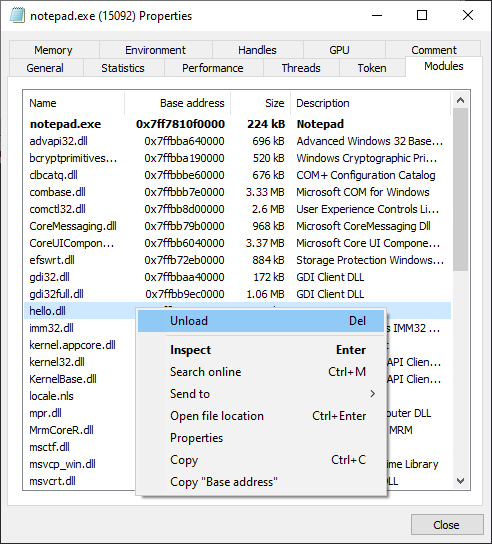 notepad.exe (15092) Properties
Memory Environment Handles GPU Comment
General Statistics Performance Threads Token Modules
Name Base address Size Description
notepad.exe 0x7ff7810f0000 224 kB Notepad
advapi32.dll 0x7ffbba640000 696 kB Advanced Windows 32 Base...
bcryptprimitives... 0x7ffbba190000 520 kB Windows Cryptographic Pri...
clbcatq.dll 0x7ffbbbe60000 676 kB COM+ Configuration Catalog
combase.dll 0x7ffbbb7e0000 3.33 MB Microsoft COM for Windows
comctl32.dll 0x7ffbb8d00000 2.6 MB User Experience Controls Li...
CoreMessaging.dll 0x7ffbb79b0000 968 kB Microsoft CoreMessaging Dll
CoreUICompon... 0x7ffbb6040000 3.37 MB Microsoft Core UI Compone...
efswrt.dll 0x7ffb72eb0000 884 kB Storage Protection Windows...
gdi32.dll 0x7ffbbaa40000 172 kB GDI Client DLL
gdi32full.dll 0x7ffbb9ec0000 1.06 MB GDI Client DLL
hello.dll
Unload Del
imm32.dll s IMM32 ...
kernel.appcore.dll Inspect Enter
kernel32.dll Search online Ctrl+M API Clien...
KernelBase.dll Send to API Clien...
locale.nls
mpr.dll Open file location Ctrl+Enter uter DLL
MrmCoreR.dll Properties MRM
msctf.dll Copy Ctrl+C
msvcp_win.dll me Library
msvcrt.dll Copy "Base address" DLL
Close